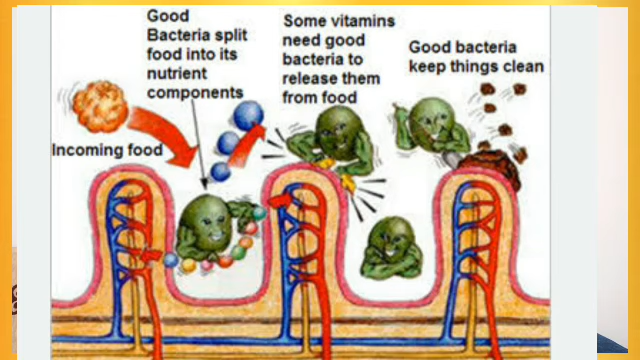 Good
Bacteria split
food into its
nutrient
components
Some vitamins
need good
bacteria to
release them
from food
Good bacteria
keep things clean
Incoming food